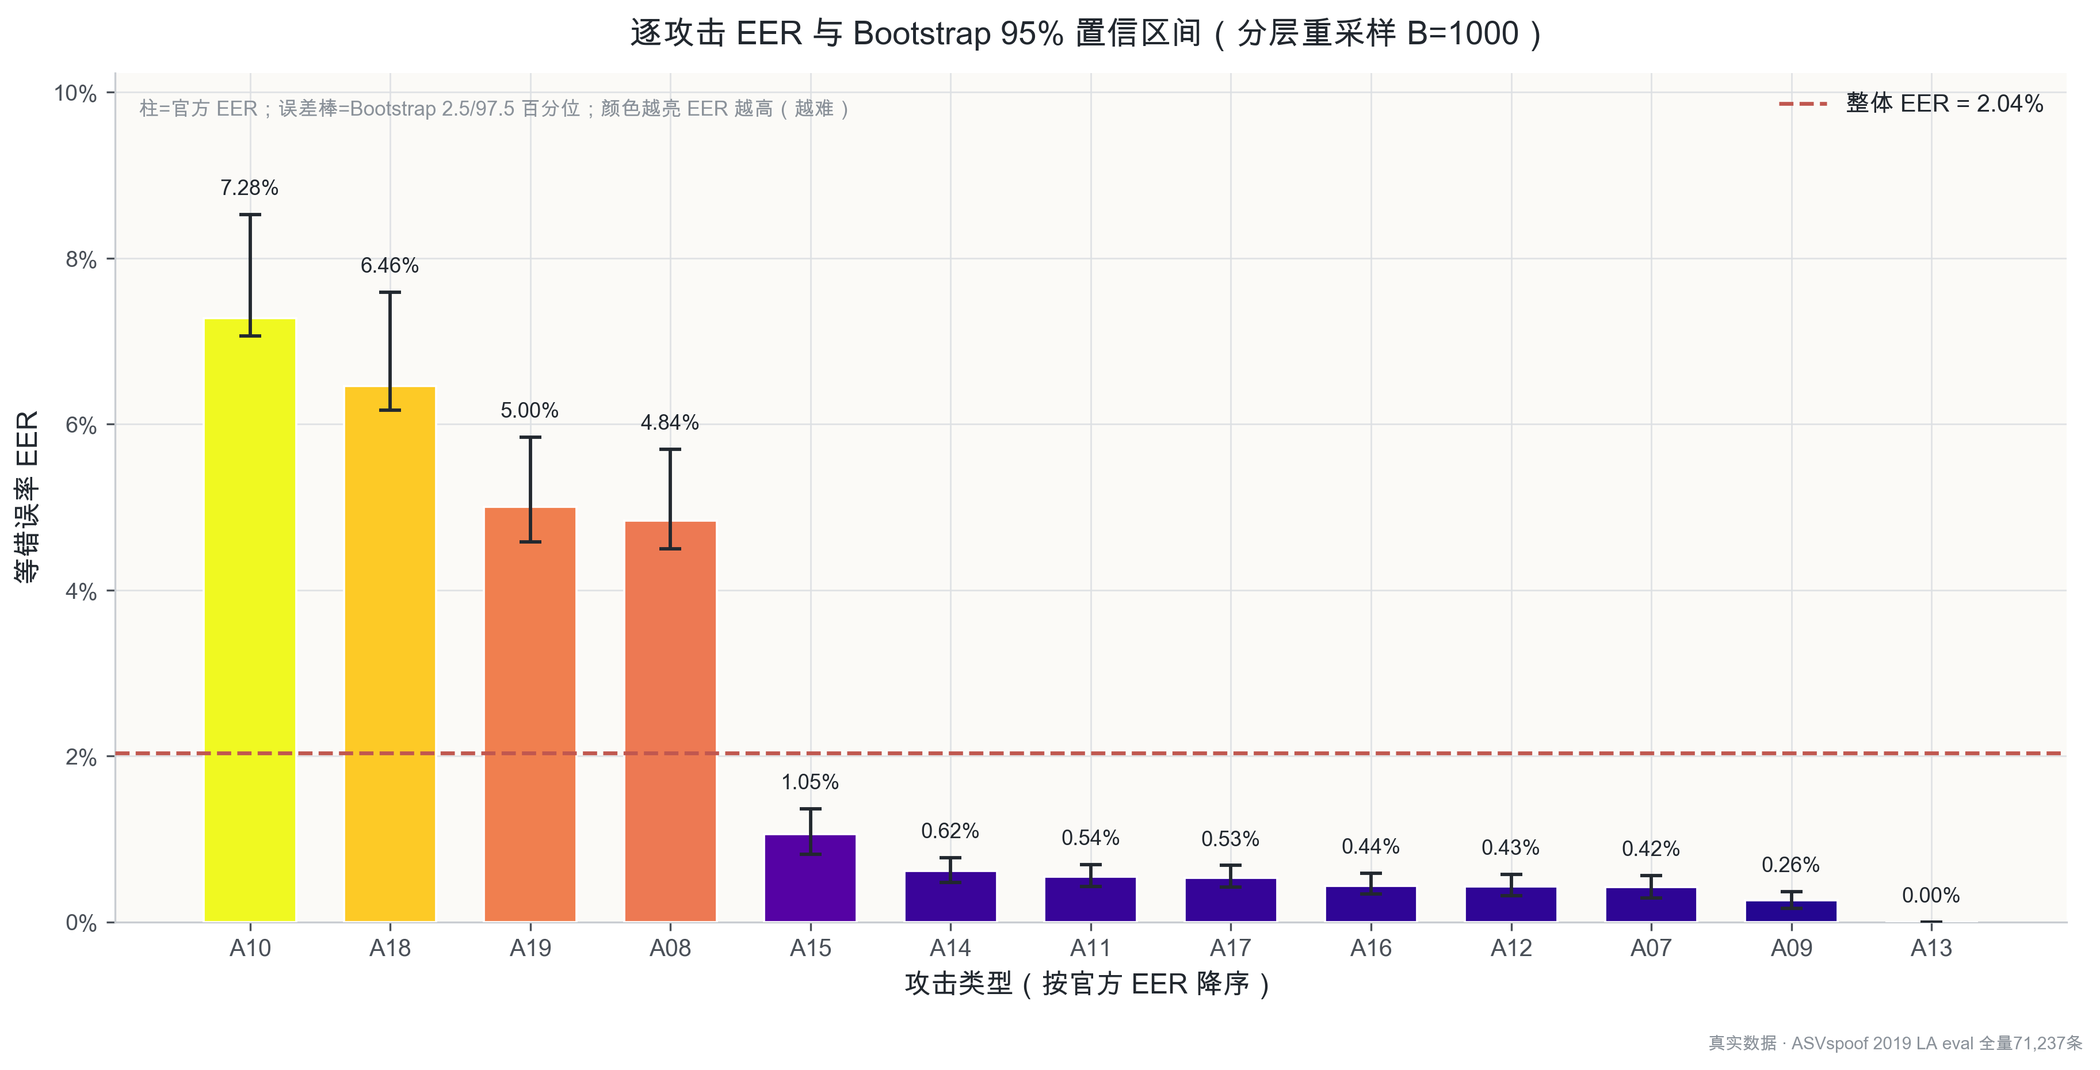 逐攻击 EER 与 Bootstrap 95% 置信区间（分层重采样 B=1000）
柱=官方 EER；误差棒=Bootstrap 2.5/97.5 百分位；颜色越亮 EER 越高（越难）
整体 EER = 2.04%
等错误率 EER
10%
8%
6%
4%
2%
0%
7.28%
6.46%
5.00%
4.84%
1.05%
0.62%
0.54%
0.53%
0.44%
0.43%
0.42%
0.26%
0.00%
A10 A18 A19 A08 A15 A14 A11 A17 A16 A12 A07 A09 A13
攻击类型（按官方 EER 降序）
真实数据 · ASVspoof 2019 LA eval 全量71,237条